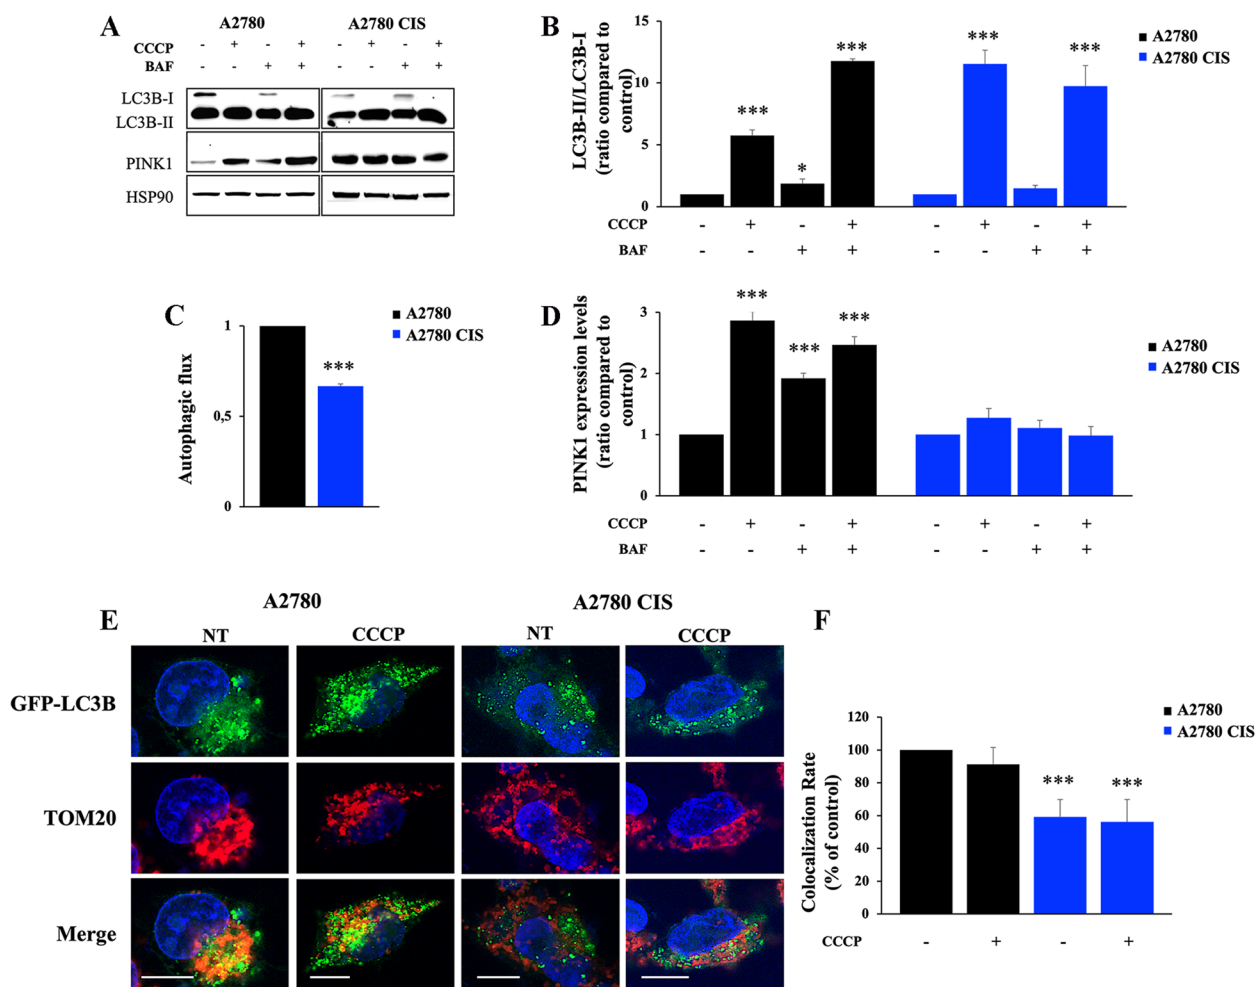 A
A2780 A2780 CIS
CCCP - + - + - + - +
BAF - - + + - - + +
LC3B-I
LC3B-II
PINK1
HSP90
B
LC3B-II/LC3B-I
(ratio compared to
control)
15
10
5
0
*** * *** *** ***
A2780
A2780 CIS
CCCP - + - + - + - +
BAF - - + + - - + +
C
Autophagic flux
1
0,5
0
***
A2780
A2780 CIS
D
PINK1 expression levels
(ratio compared to
control)
3
2
1
0
*** *** ***
A2780
A2780 CIS
CCCP - + - + - + - +
BAF - - + + - - + +
E
A2780 A2780 CIS
NT CCCP NT CCCP
GFP-LC3B
TOM20
Merge
F
Colocalization Rate
(% of control)
120
100
80
60
40
20
0
*** ***
A2780
A2780 CIS
CCCP - + - +